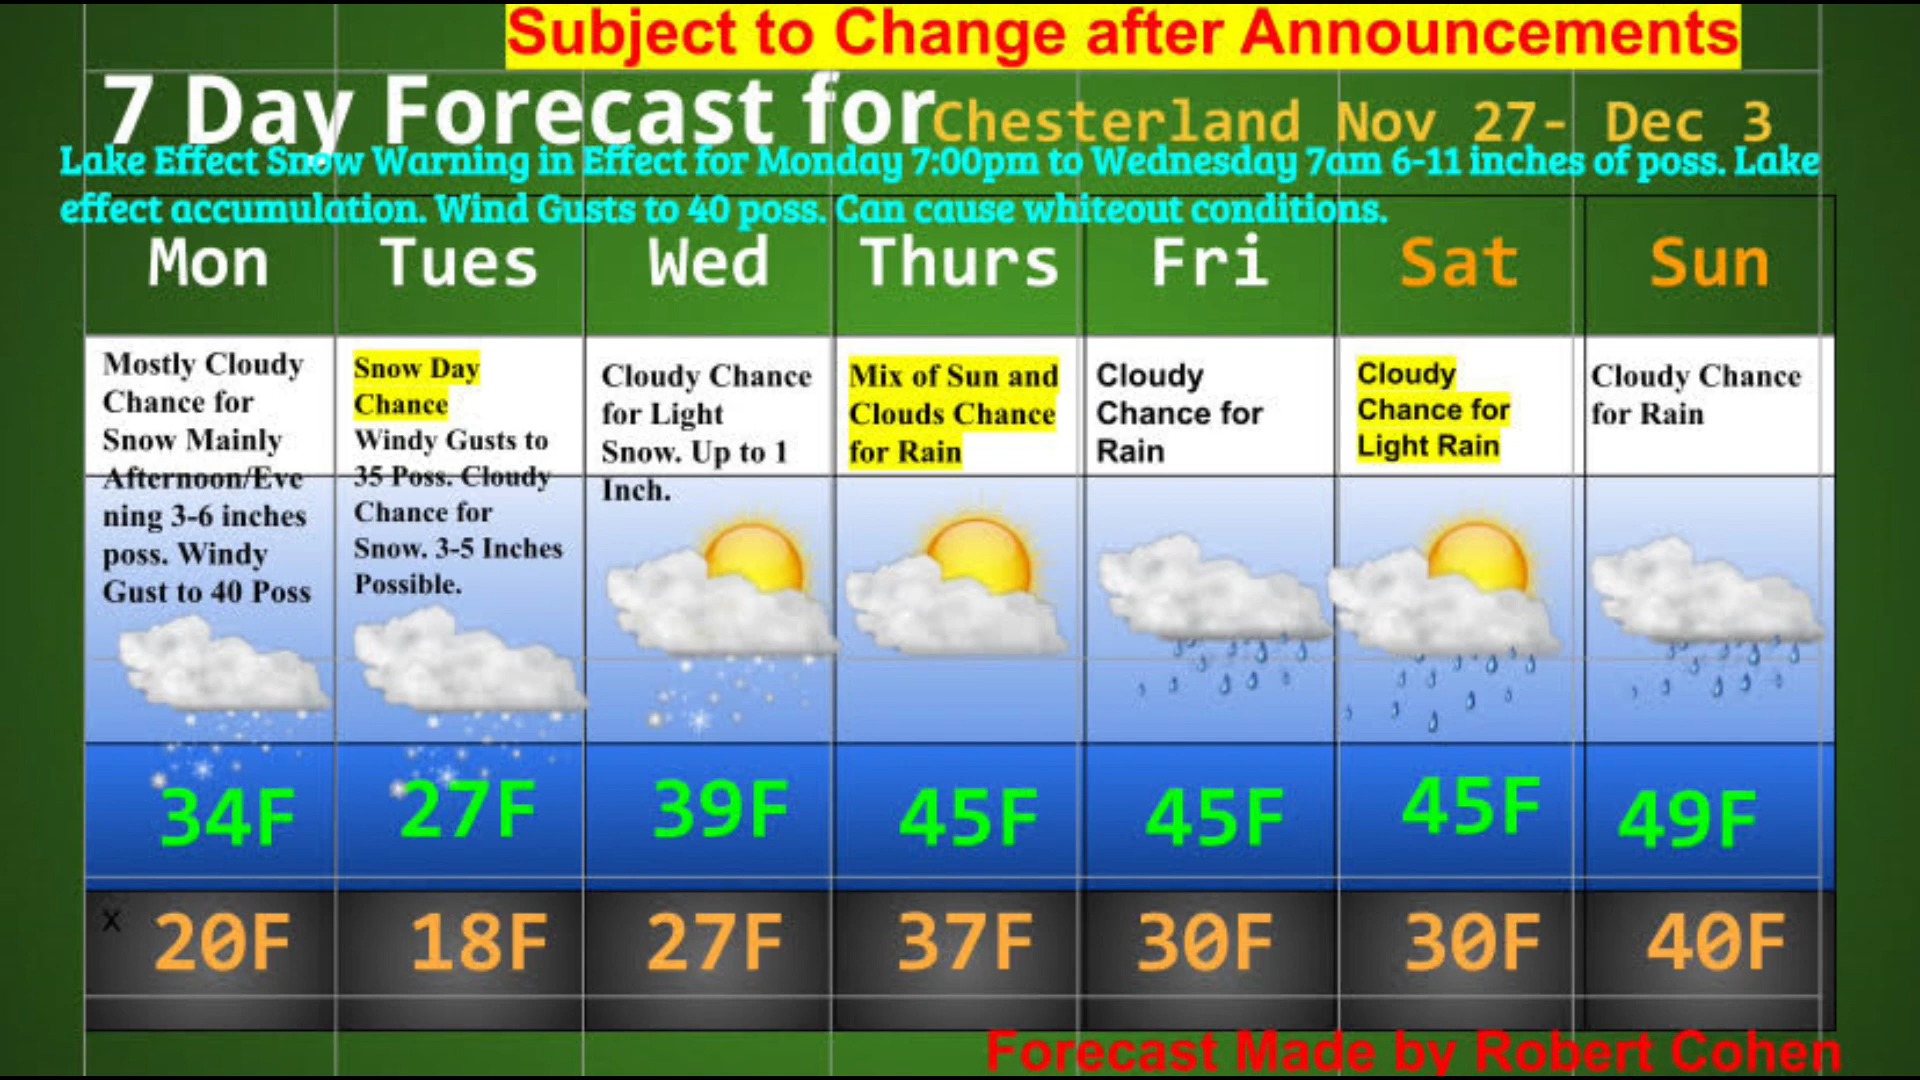 Subject to Change after Announcements
7 Day Forecast for Chesterland Nov 27- Dec 3
Lake Effect Snow Warning in Effect for Monday 7:00pm to Wednesday 7am 6-11 inches of poss. Lake
effect accumulation. Wind Gusts to 40 poss. Can cause whiteout conditions.
Mon Tues Wed Thurs Fri Sat Sun
Mostly Cloudy
Chance for
Snow Mainly
Afternoon/Eve
ning 3-6 inches
poss. Windy
Gust to 40 Poss
Snow Day
Chance
Windy Gusts to
35 Poss. Cloudy
Chance for
Snow. 3-5 Inches
Possible.
Cloudy Chance
for Light
Snow. Up to 1
Inch.
Mix of Sun and
Clouds Chance
for Rain
Cloudy
Chance for
Rain
Cloudy
Chance for
Light Rain
Cloudy Chance
for Rain
34F 27F 39F 45F 45F 45F 49F
x 20F 18F 27F 37F 30F 30F 40F
Forecast Made by Robert Cohen